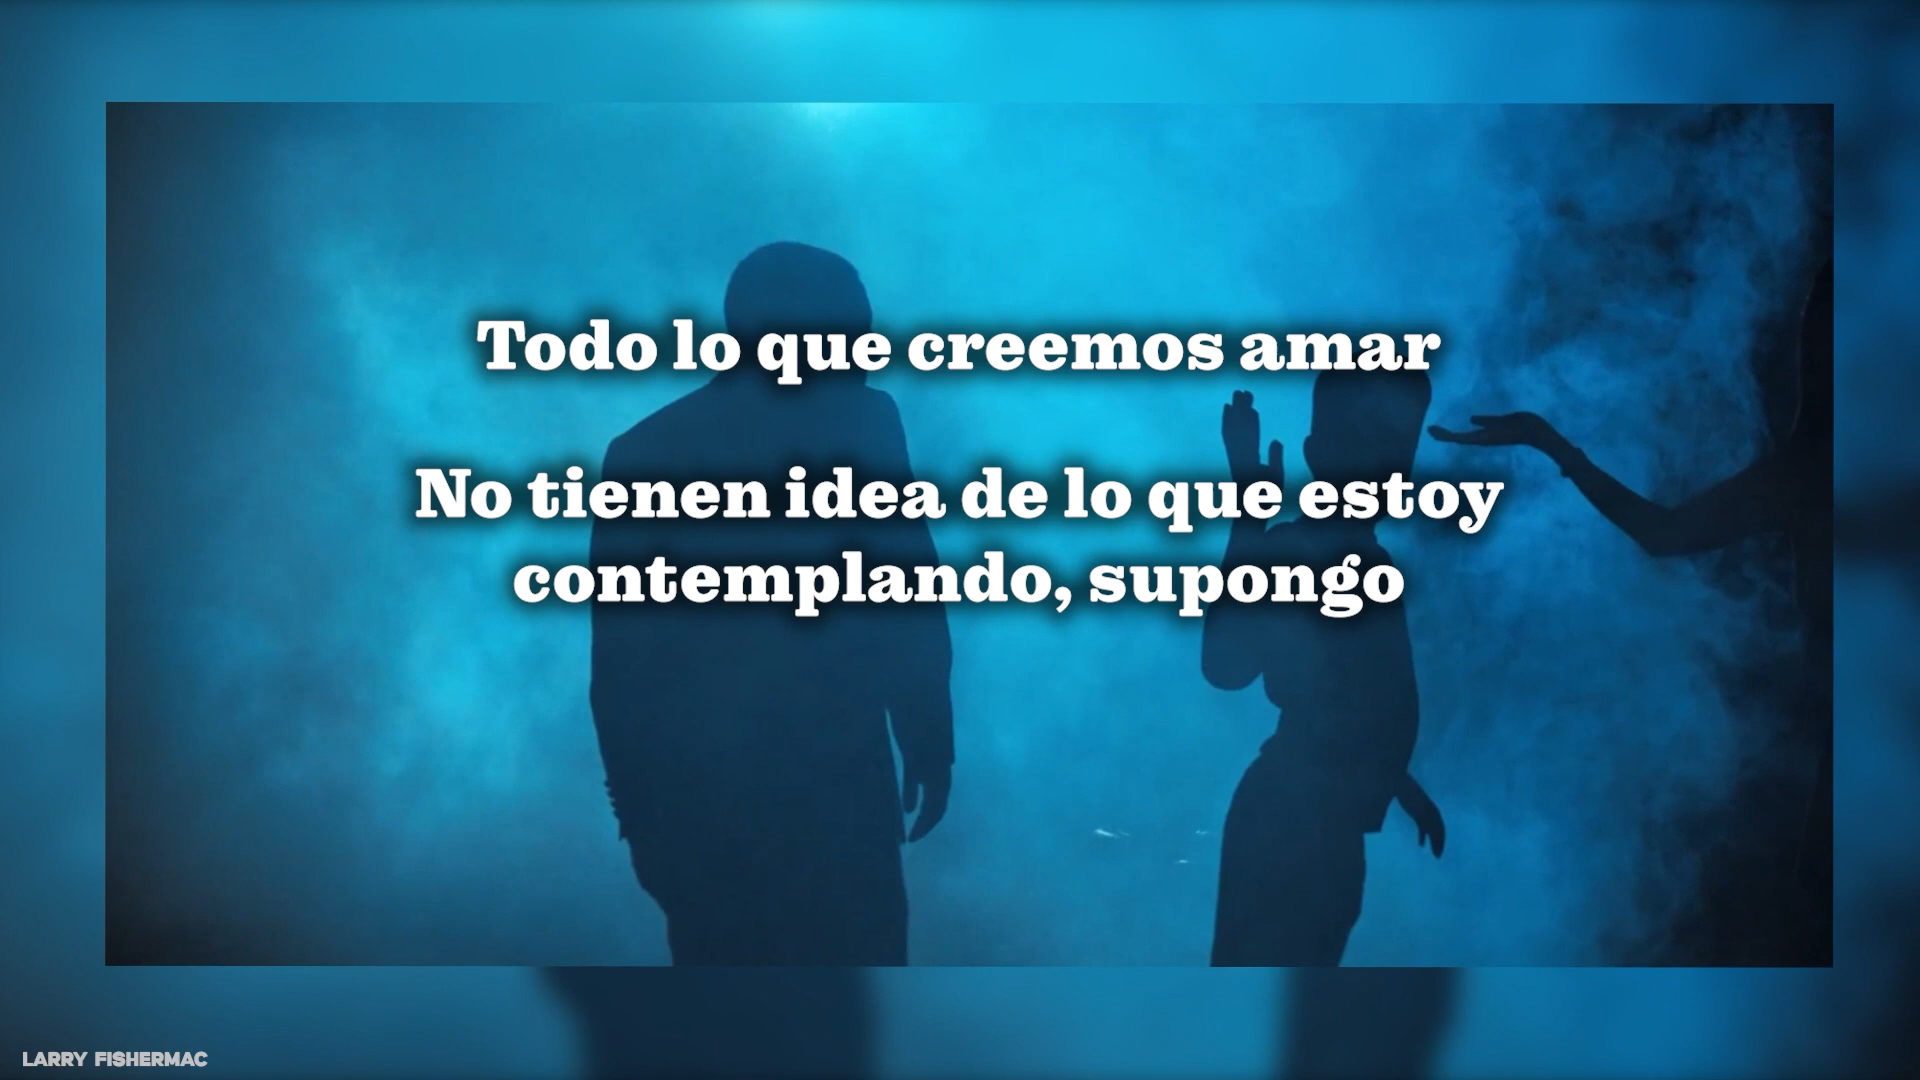 Todo lo que creemos amar
No tienen idea de lo que estoy
contemplando, supongo
LARRY FISHERMAC